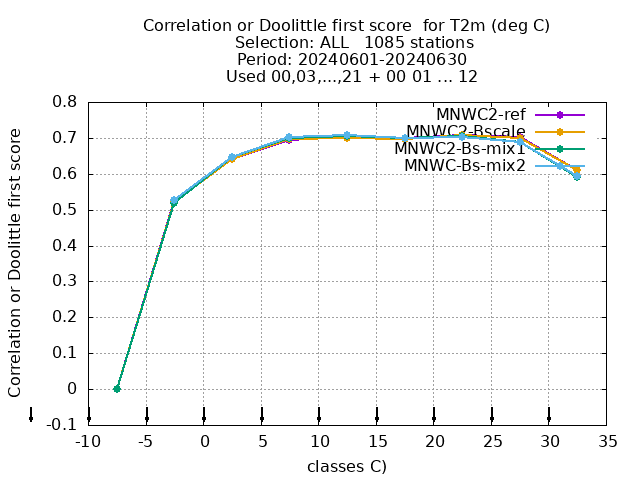 Correlation or Doolittle first score  for T2m (deg C)
Selection: ALL   1085 stations
Period: 20240601-20240630
Used 00,03,...,21 + 00 01 ... 12
MNWC2-ref
MNWC2-Bscale
MNWC2-Bs-mix1
MNWC-Bs-mix2
Correlation or Doolittle first score
0.8
0.7
0.6
0.5
0.4
0.3
0.2
0.1
0
-0.1
-10 -5 0 5 10 15 20 25 30 35
classes C)